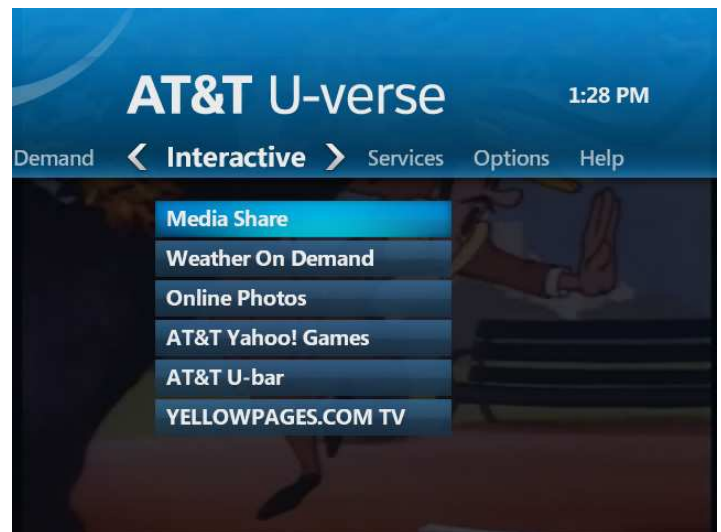 AT&T U-verse
1:28 PM
Demand < Interactive > Services Options Help
Media Share
Weather On Demand
Online Photos
AT&T Yahoo! Games
AT&T U-bar
YELLOWPAGES.COM TV